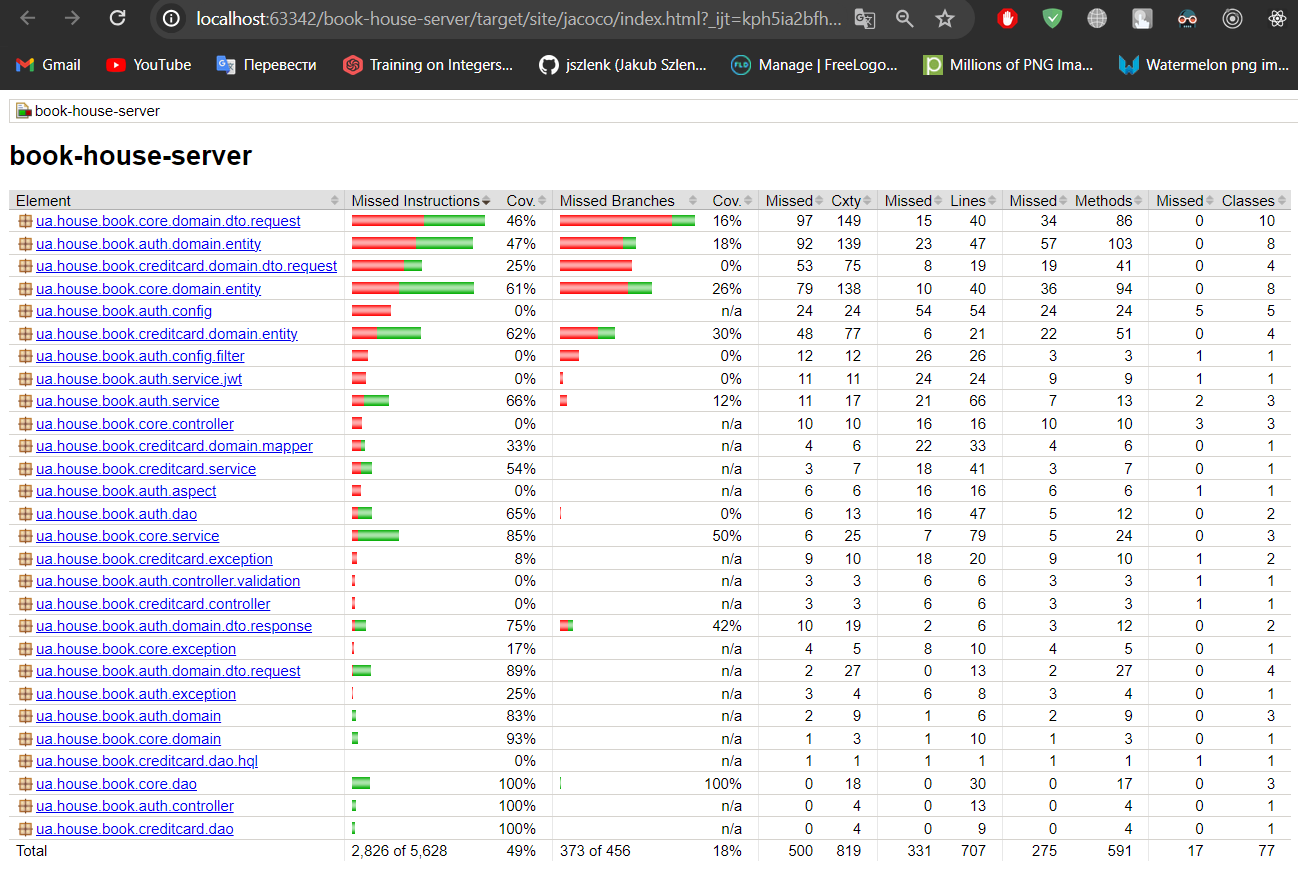 localhost:63342/book-house-server/target/site/jacoco/index.html?_ijt=kph5ia2bfh...
Gmail YouTube Перевести Training on Integers... jszlenk (Jakub Szlen... FLD Manage | FreeLogo... Millions of PNG Ima... Watermelon png im...
book-house-server
book-house-server
Element Missed Instructions Cov. Missed Branches Cov. Missed Cxty Missed Lines Missed Methods Missed Classes
ua.house.book.core.domain.dto.request 46% 16% 97 149 15 40 34 86 0 10
ua.house.book.auth.domain.entity 47% 18% 92 139 23 47 57 103 0 8
ua.house.book.creditcard.domain.dto.request 25% 0% 53 75 8 19 19 41 0 4
ua.house.book.core.domain.entity 61% 26% 79 138 10 40 36 94 0 8
ua.house.book.auth.config 0% n/a 24 24 54 54 24 24 5 5
ua.house.book.creditcard.domain.entity 62% 30% 48 77 6 21 22 51 0 4
ua.house.book.auth.config.filter 0% 0% 12 12 26 26 3 3 1 1
ua.house.book.auth.service.jwt 0% 0% 11 11 24 24 9 9 1 1
ua.house.book.auth.service 66% 12% 11 17 21 66 7 13 2 3
ua.house.book.core.controller 0% n/a 10 10 16 16 10 10 3 3
ua.house.book.creditcard.domain.mapper 33% n/a 4 6 22 33 4 6 0 1
ua.house.book.creditcard.service 54% n/a 3 7 18 41 3 7 0 1
ua.house.book.auth.aspect 0% n/a 6 6 16 16 6 6 1 1
ua.house.book.auth.dao 65% 0% 6 13 16 47 5 12 0 2
ua.house.book.core.service 85% 50% 6 25 7 79 5 24 0 3
ua.house.book.creditcard.exception 8% n/a 9 10 18 20 9 10 1 2
ua.house.book.auth.controller.validation 0% n/a 3 3 6 6 3 3 1 1
ua.house.book.creditcard.controller 0% n/a 3 3 6 6 3 3 1 1
ua.house.book.auth.domain.dto.response 75% 42% 10 19 2 6 3 12 0 2
ua.house.book.core.exception 17% n/a 4 5 8 10 4 5 0 1
ua.house.book.auth.domain.dto.request 89% n/a 2 27 0 13 2 27 0 4
ua.house.book.auth.exception 25% n/a 3 4 6 8 3 4 0 1
ua.house.book.auth.domain 83% n/a 2 9 1 6 2 9 0 3
ua.house.book.core.domain 93% n/a 1 3 1 10 1 3 0 1
ua.house.book.creditcard.dao.hql 0% n/a 1 1 1 1 1 1 1 1
ua.house.book.core.dao 100% 100% 0 18 0 30 0 17 0 3
ua.house.book.auth.controller 100% n/a 0 4 0 13 0 4 0 1
ua.house.book.creditcard.dao 100% n/a 0 4 0 9 0 4 0 1
Total 2,826 of 5,628 49% 373 of 456 18% 500 819 331 707 275 591 17 77